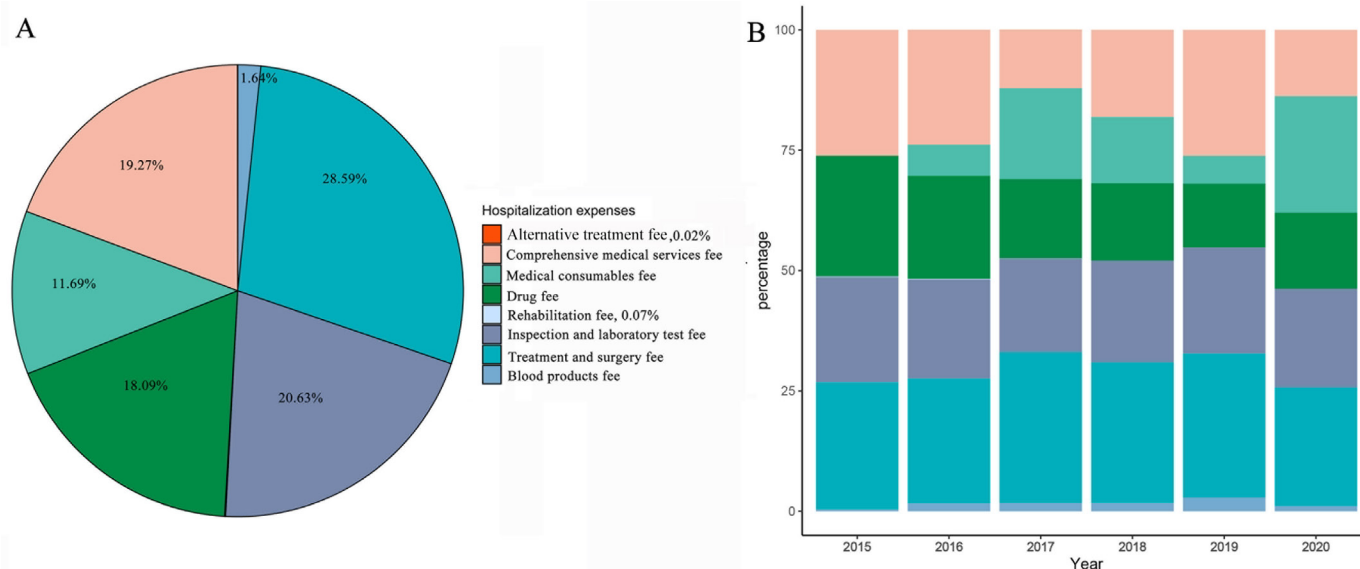 A
1.64%
28.59%
20.63%
18.09%
11.69%
19.27%
Hospitalization expenses
Alternative treatment fee,0.02%
Comprehensive medical services fee
Medical consumables fee
Drug fee
Rehabilitation fee, 0.07%
Inspection and laboratory test fee
Treatment and surgery fee
Blood products fee
B
percentage
100
75
50
25
0
2015 2016 2017 2018 2019 2020
Year